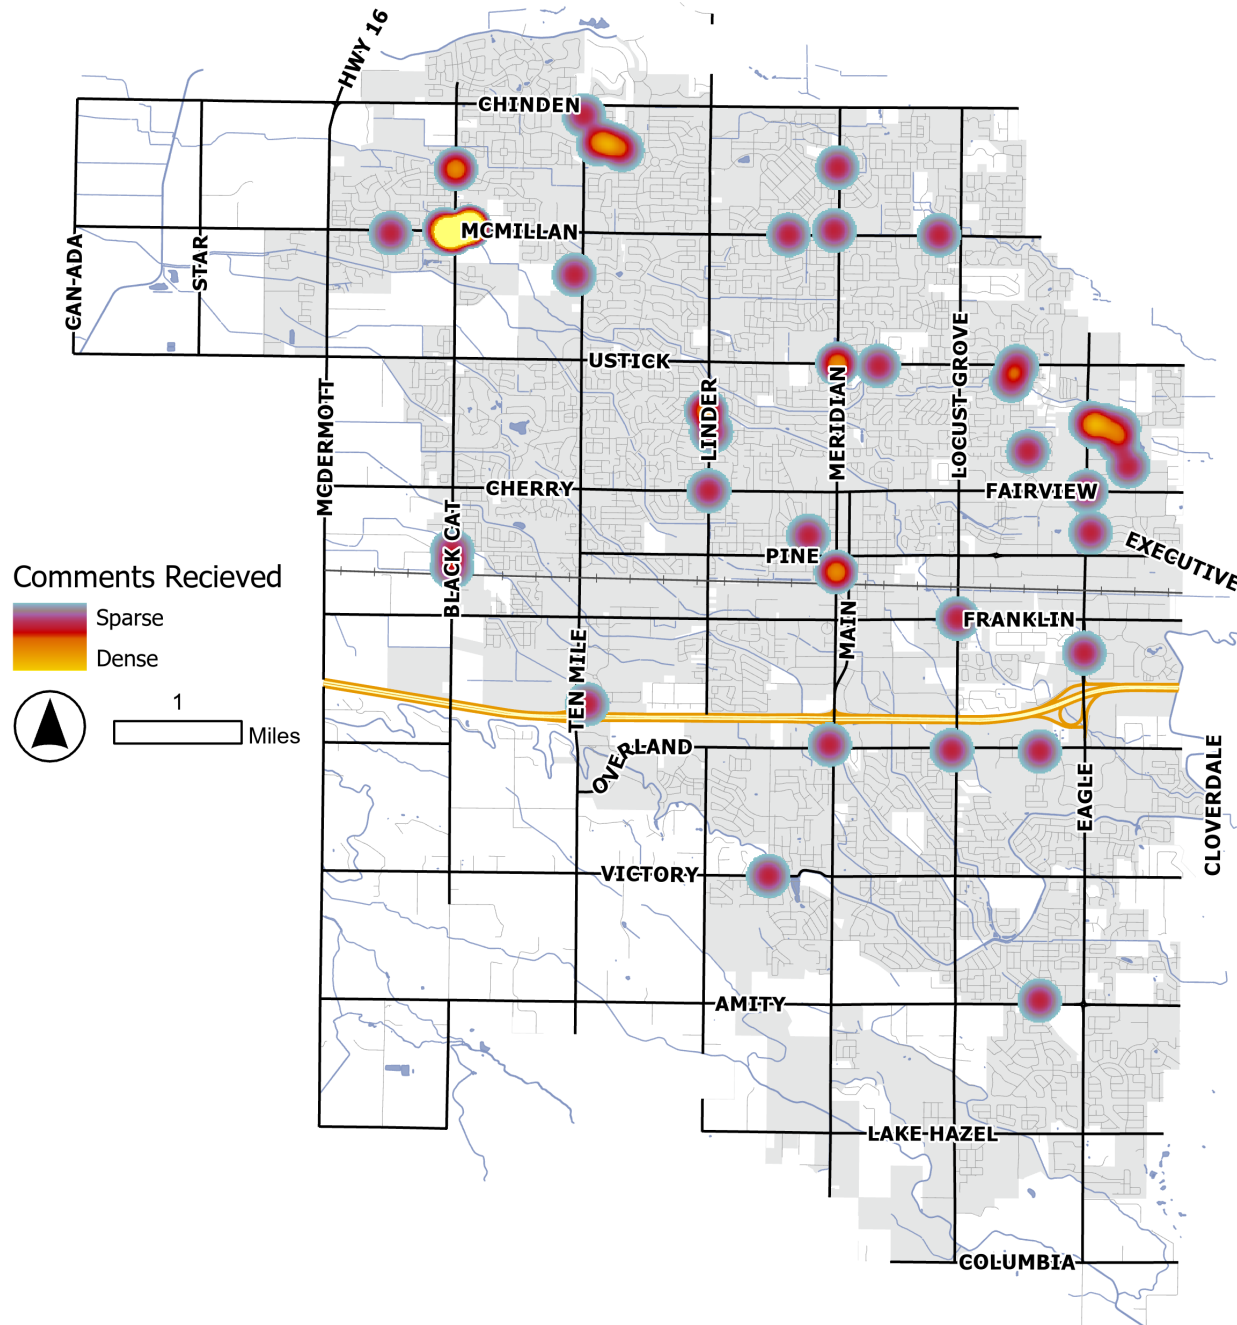 HWY 16
CHINDEN
MCMILLAN
CAN-ADA
STAR
USTICK
LOCUST GROVE
MCDERMOTT
LINDER
MERIDIAN
CHERRY
FAIRVIEW
BLACK CAT
PINE
EXECUTIVE
Comments Recieved
Sparse
Dense
MAIN
FRANKLIN
TEN MILE
1
Miles
OVERLAND
EAGLE
CLOVERDALE
VICTORY
AMITY
LAKE HAZEL
COLUMBIA